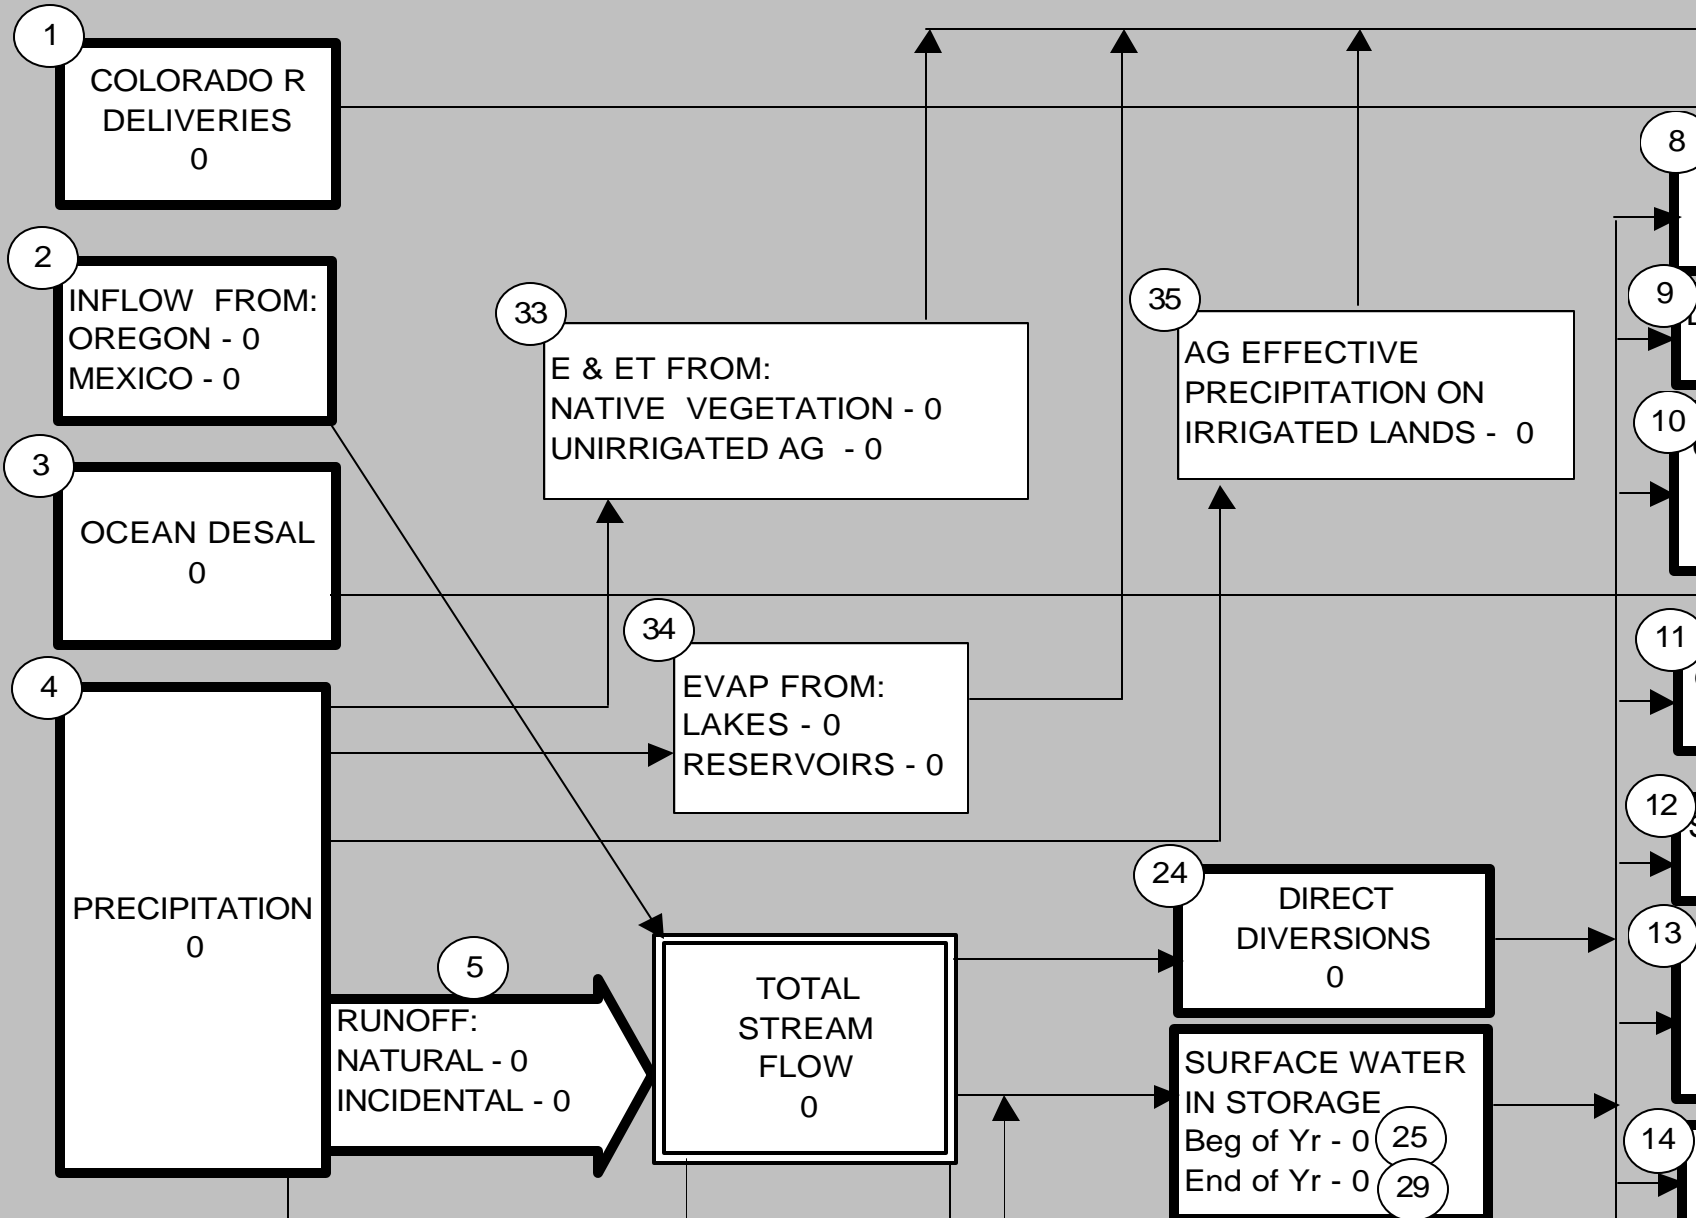 1
COLORADO R
DELIVERIES
0
2
INFLOW FROM:
OREGON - 0
MEXICO - 0
3
OCEAN DESAL
0
4
PRECIPITATION
0
5
RUNOFF:
NATURAL - 0
INCIDENTAL - 0
33
E & ET FROM:
NATIVE VEGETATION - 0
UNIRRIGATED AG - 0
34
EVAP FROM:
LAKES - 0
RESERVOIRS - 0
35
AG EFFECTIVE
PRECIPITATION ON
IRRIGATED LANDS - 0
TOTAL
STREAM
FLOW
0
24
DIRECT
DIVERSIONS
0
SURFACE WATER
IN STORAGE
Beg of Yr - 0 25
End of Yr - 0 29
8
9
10
11
12
13
14